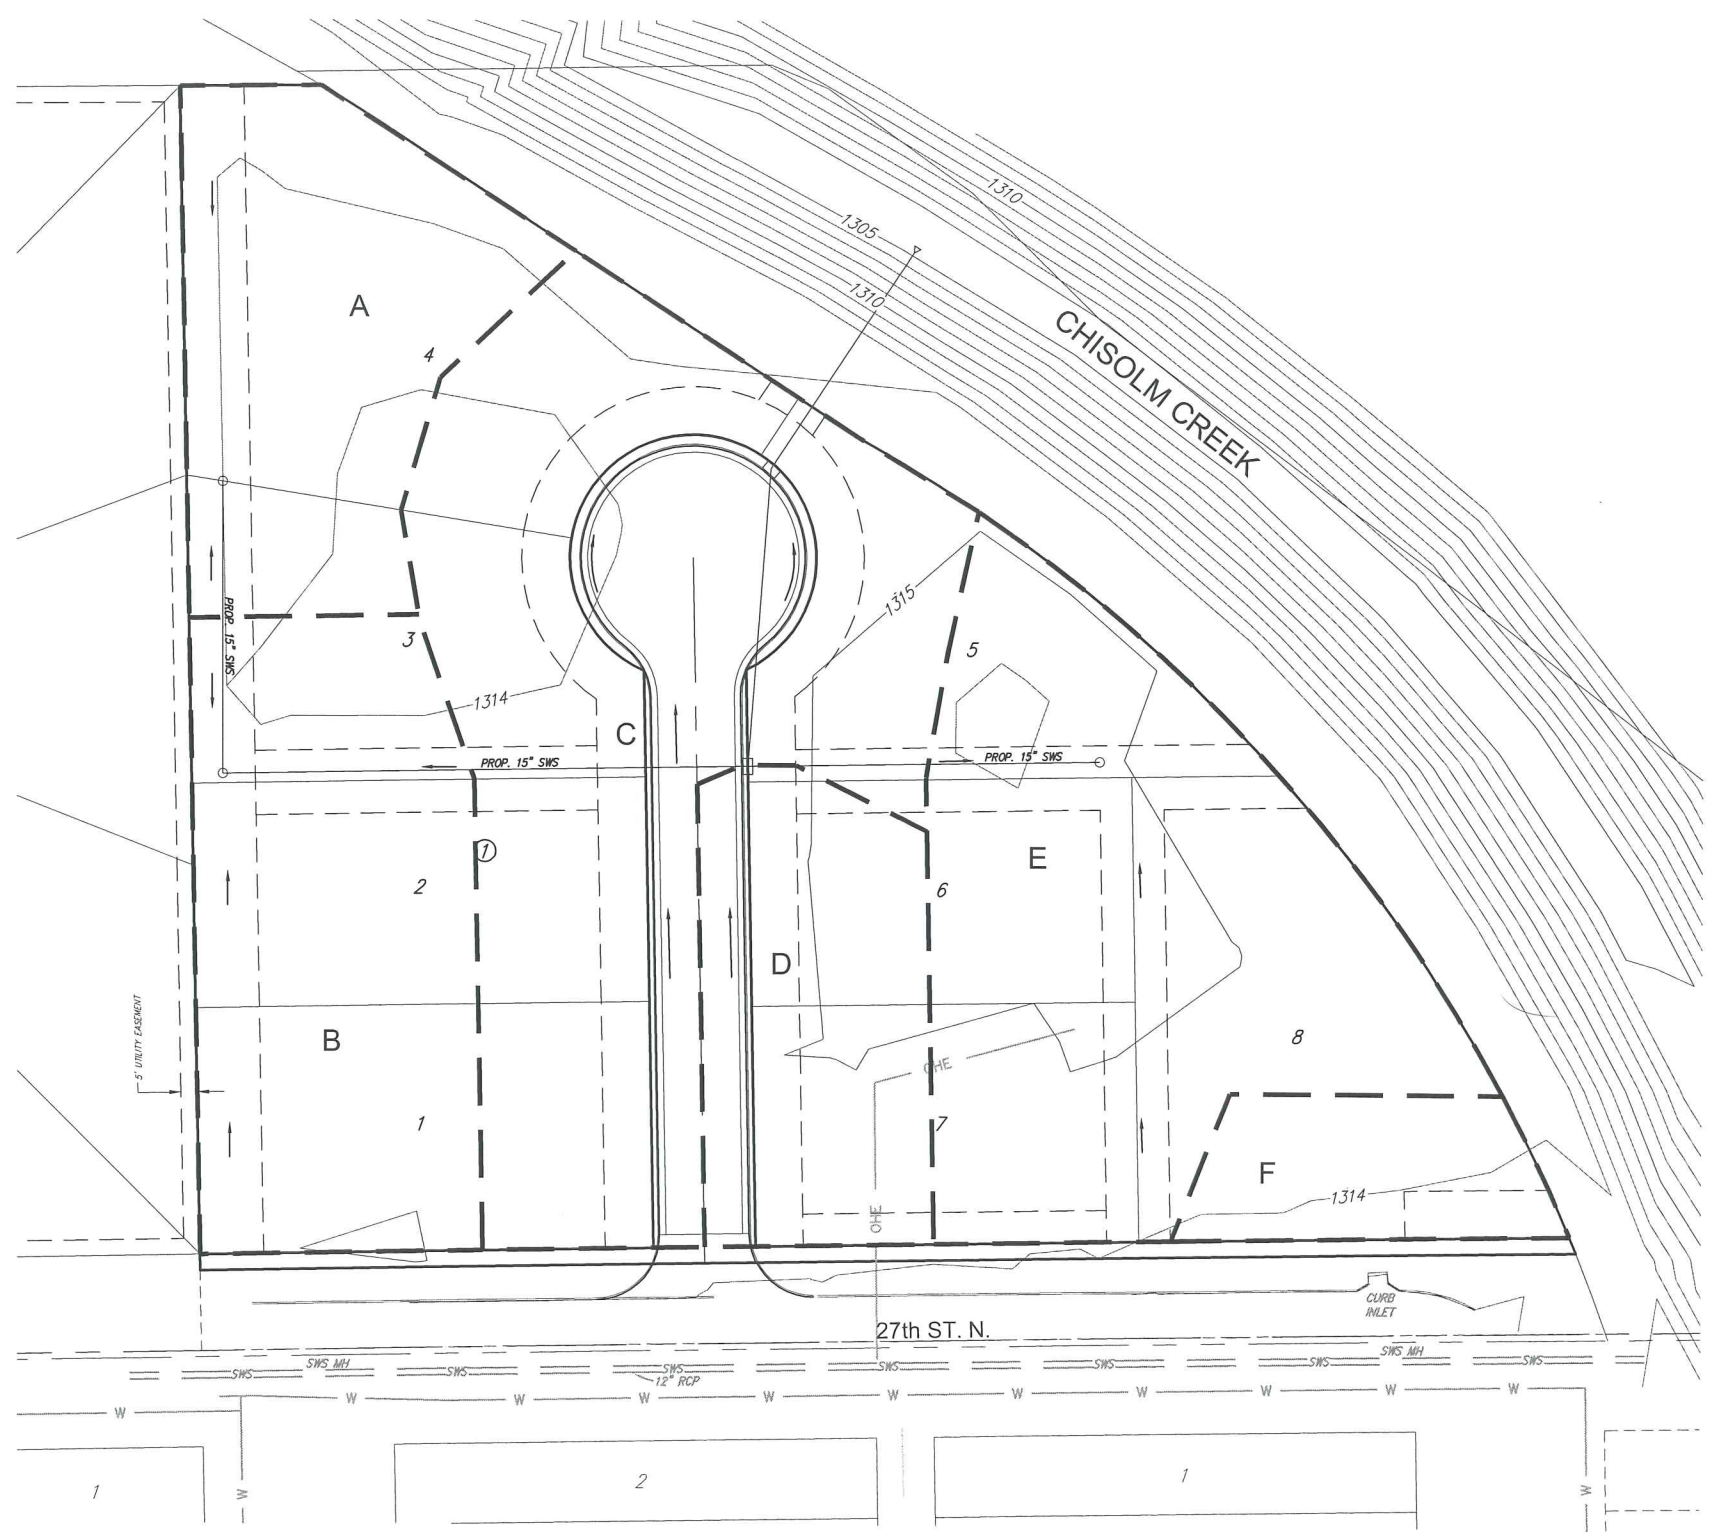 1310
1305
1310
CHISOLM CREEK
A
4
1315
PROP. 15" SWS
3
5
1314
C
PROP. 15" SWS
PROP. 15" SWS
1
2
E
6
D
5' UTILITY EASEMENT
B
8
OHE
1
7
F
1314
OHE
CURB
INLET
27th ST. N.
SWS MH
SWS MH
SWS
SWS
SWS
SWS
SWS
SWS
SWS
12" RCP
W
W
W
W
W
W
W
W
W
W
W
W
W
1
2
1